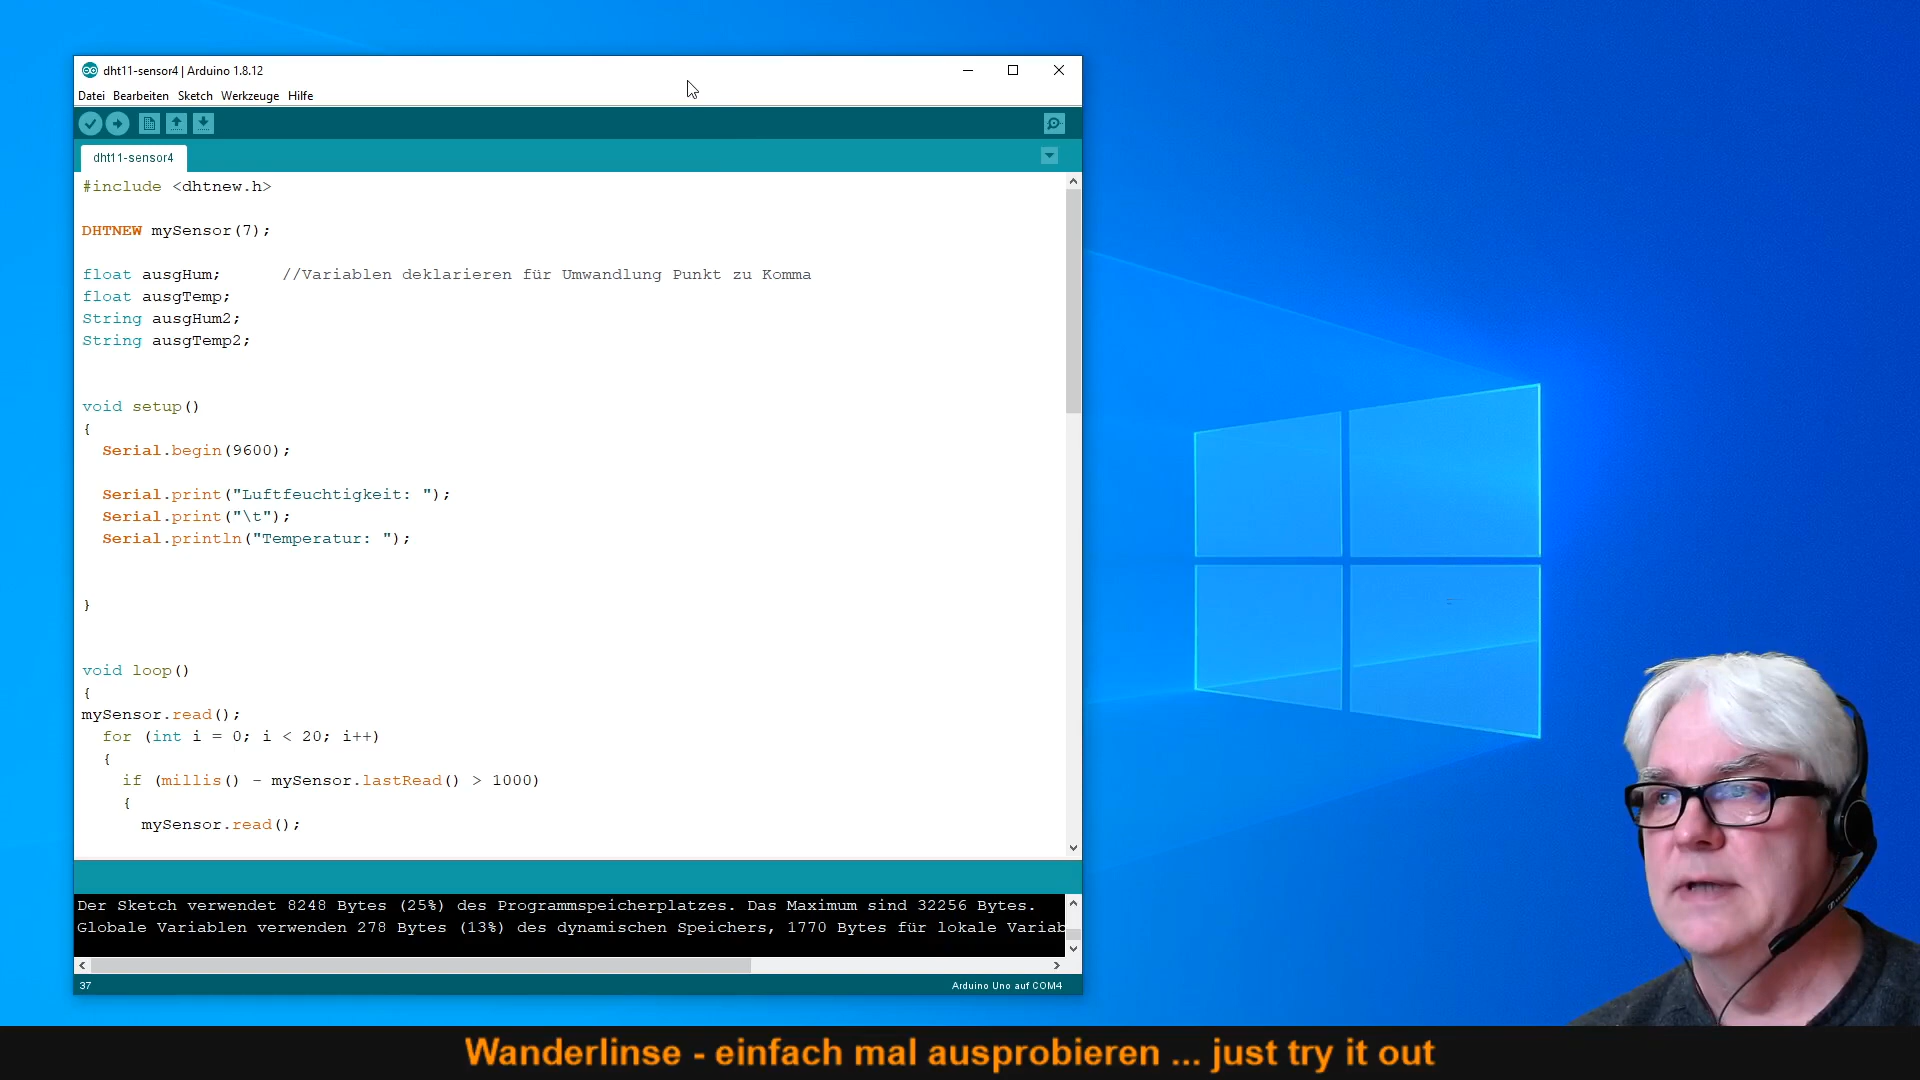 dht11-sensor4 | Arduino 1.8.12
Datei Bearbeiten Sketch Werkzeuge Hilfe
dht11-sensor4
#include <dhtnew.h>
DHTNEW mySensor(7);
float ausgHum; //Variablen deklarieren für Umwandlung Punkt zu Komma
float ausgTemp;
String ausgHum2;
String ausgTemp2;
void setup()
{
Serial.begin(9600);
Serial.print("Luftfeuchtigkeit: ");
Serial.print("\t");
Serial.println("Temperatur: ");
}
void loop()
{
mySensor.read();
for (int i = 0; i < 20; i++)
{
if (millis() - mySensor.lastRead() > 1000)
{
mySensor.read();
Der Sketch verwendet 8248 Bytes (25%) des Programmspeicherplatzes. Das Maximum sind 32256 Bytes.
Globale Variablen verwenden 278 Bytes (13%) des dynamischen Speichers, 1770 Bytes für lokale Variab
37
Arduino Uno auf COM4
Wanderlinse - einfach mal ausprobieren ... just try it out